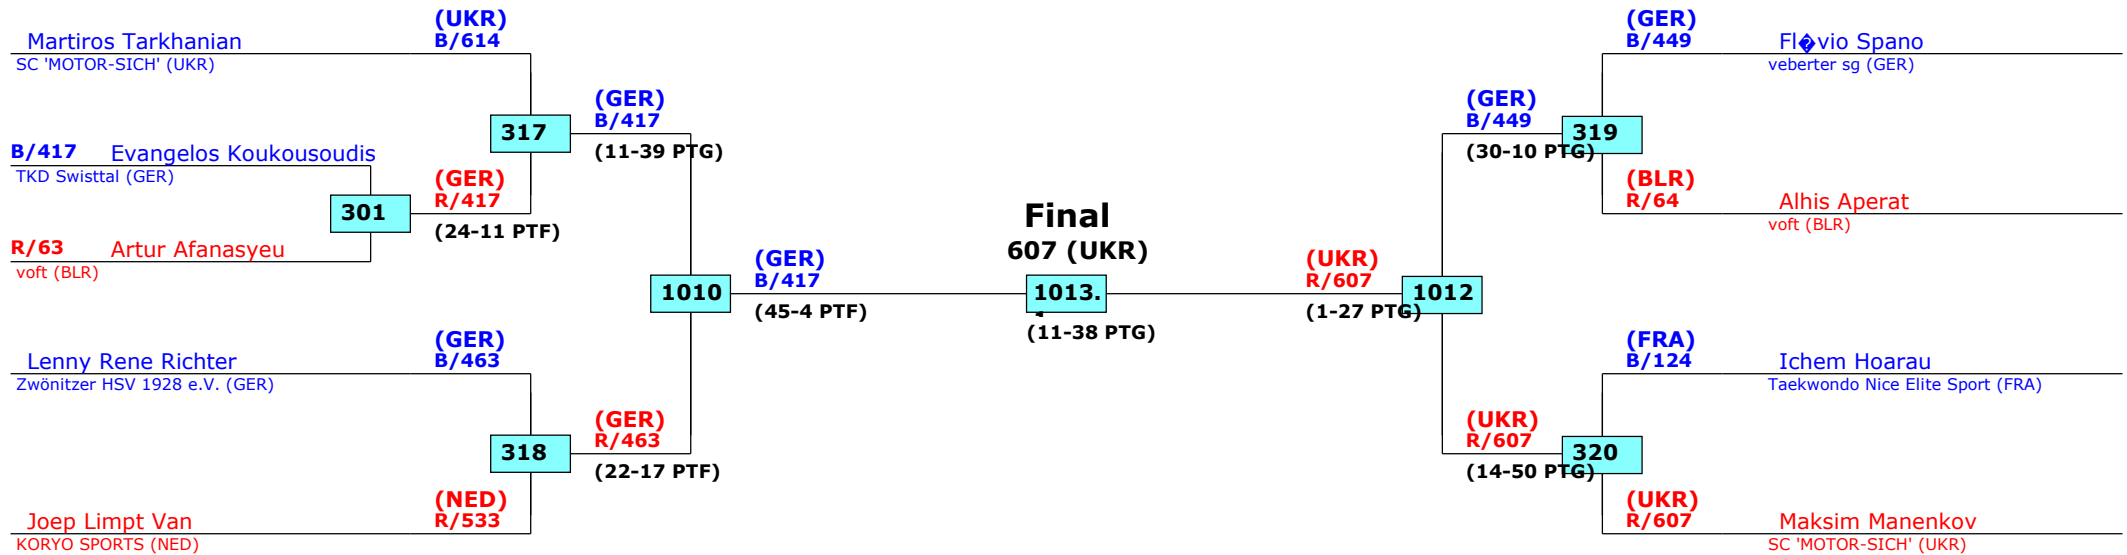 (UKR)
B/614
Martiros Tarkhanian
SC 'MOTOR-SICH' (UKR)
B/417 Evangelos Koukousoudis
TKD Swisttal (GER)
R/63 Artur Afanasyeu
voft (BLR)
301
(GER)
R/417
(24-11 PTF)
317
(GER)
B/417
(11-39 PTG)
Lenny Rene Richter
Zwönitzer HSV 1928 e.V. (GER)
(GER)
B/463
Joep Limpt Van
KORYO SPORTS (NED)
(NED)
R/533
318
(GER)
R/463
(22-17 PTF)
1010
(GER)
B/417
(45-4 PTF)
Final
607 (UKR)
1013.
(11-38 PTG)
(UKR)
R/607
(1-27 PTG)
1012
(GER)
B/449
(30-10 PTG)
319
(GER)
B/449
Fl�vio Spano
veberter sg (GER)
(BLR)
R/64
Alhis Aperat
voft (BLR)
(UKR)
R/607
(14-50 PTG)
320
(FRA)
B/124
Ichem Hoarau
Taekwondo Nice Elite Sport (FRA)
(UKR)
R/607
Maksim Manenkov
SC 'MOTOR-SICH' (UKR)